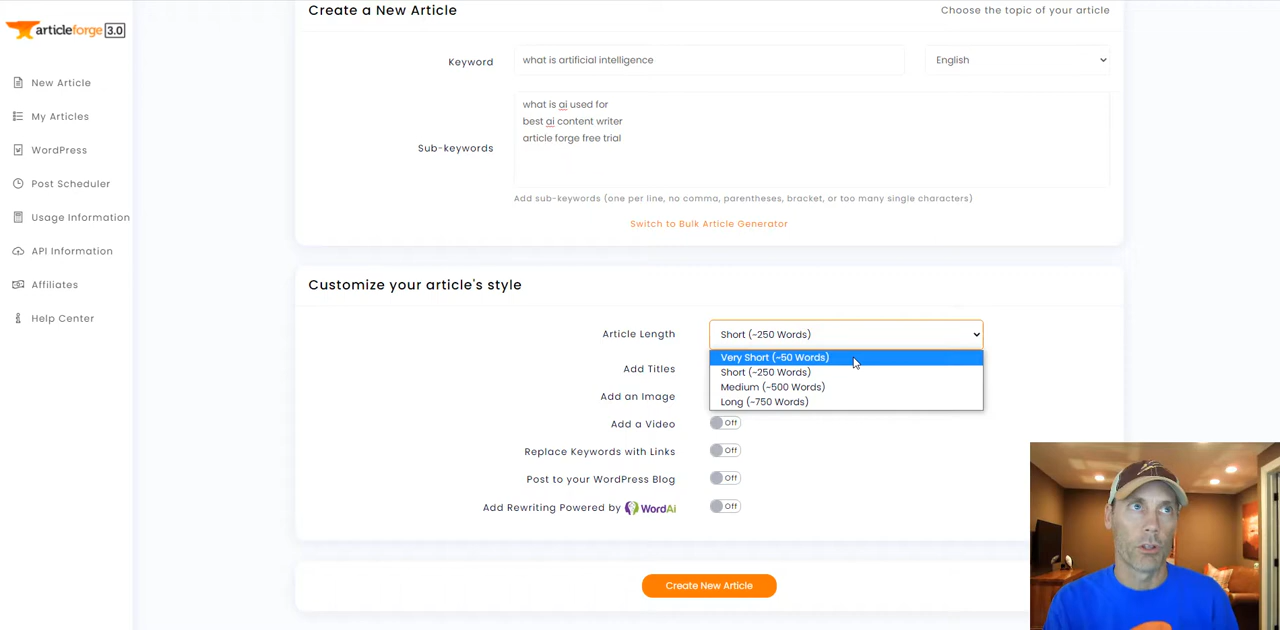 Create a New Article
Choose the topic of your article
articleforge 3.0
New Article
My Articles
WordPress
Post Scheduler
Usage Information
API Information
Affiliates
Help Center
Keyword
what is artificial intelligence
English
Sub-keywords
what is ai used for
best ai content writer
article forge free trial
Add sub-keywords (one per line, no comma, parentheses, bracket, or too many single characters)
Switch to Bulk Article Generator
Customize your article's style
Article Length
Short (~250 Words)
Very Short (~50 Words)
Short (~250 Words)
Medium (~500 Words)
Long (~750 Words)
Add Titles
Add an Image
Add a Video
Off
Replace Keywords with Links
Off
Post to your WordPress Blog
Off
Add Rewriting Powered by WordAi
Off
Create New Article